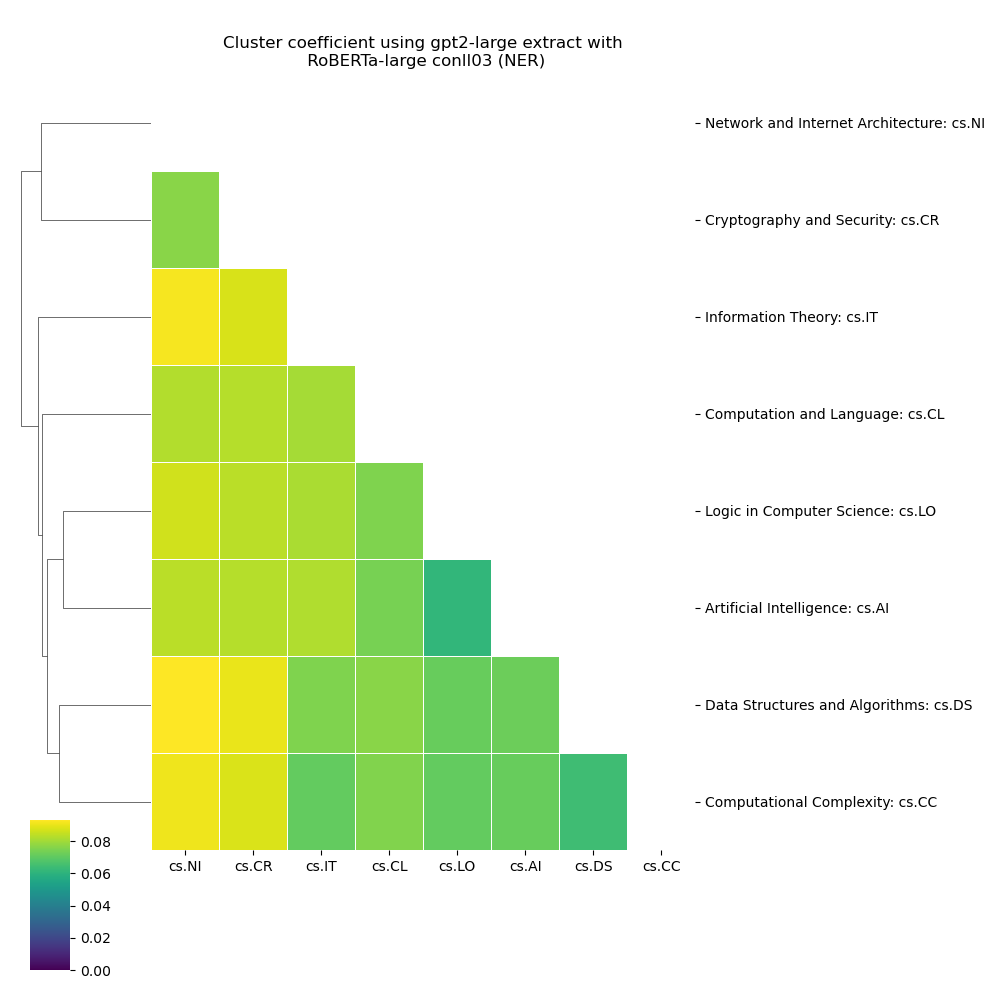 Cluster coefficient using gpt2-large extract with
RoBERTa-large conll03 (NER)
Network and Internet Architecture: cs.NI
Cryptography and Security: cs.CR
Information Theory: cs.IT
Computation and Language: cs.CL
Logic in Computer Science: cs.LO
Artificial Intelligence: cs.AI
Data Structures and Algorithms: cs.DS
Computational Complexity: cs.CC
cs.NI cs.CR cs.IT cs.CL cs.LO cs.AI cs.DS cs.CC
0.08
0.06
0.04
0.02
0.00